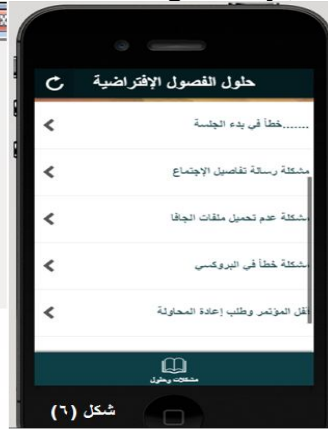 حلول الفصول الإفتراضية
.......خطأ في بدء الجلسة
مشكلة رسالة تفاصيل الإجتماع
مشكلة عدم تحميل ملفات الجافا
مشكلة خطأ في البروكسي
قفل المؤتمر وطلب إعادة المحاولة
مشكلات وحلول
شكل (٦)